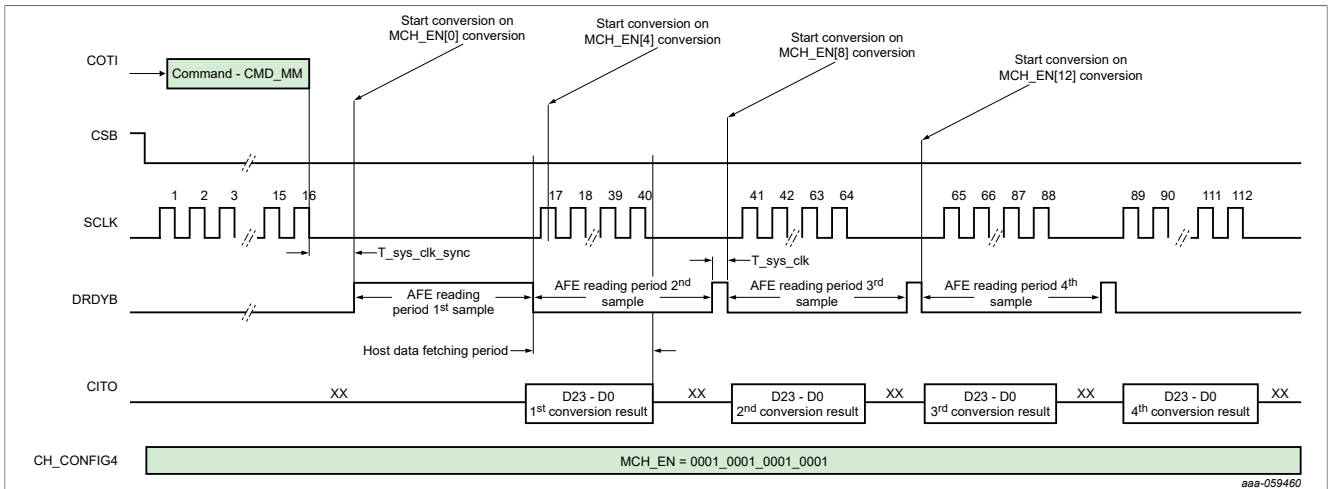 Start conversion on
MCH_EN[0] conversion
Start conversion on
MCH_EN[4] conversion
Start conversion on
MCH_EN[8] conversion
Start conversion on
MCH_EN[12] conversion
COTI
Command - CMD_MM
CSB
SCLK
1 2 3 15 16 17 18 39 40 41 42 63 64 65 66 87 88 89 90 111 112
T_sys_clk_sync
T_sys_clk
DRDYB
AFE reading
period 1st sample
AFE reading period 2nd
sample
AFE reading period 3rd
sample
AFE reading period 4th
sample
Host data fetching period
CITO
XX
D23 - D0
1st conversion result
XX
D23 - D0
2nd conversion result
XX
D23 - D0
3rd conversion result
XX
D23 - D0
4th conversion result
XX
CH_CONFIG4
MCH_EN = 0001_0001_0001_0001
aaa-059460